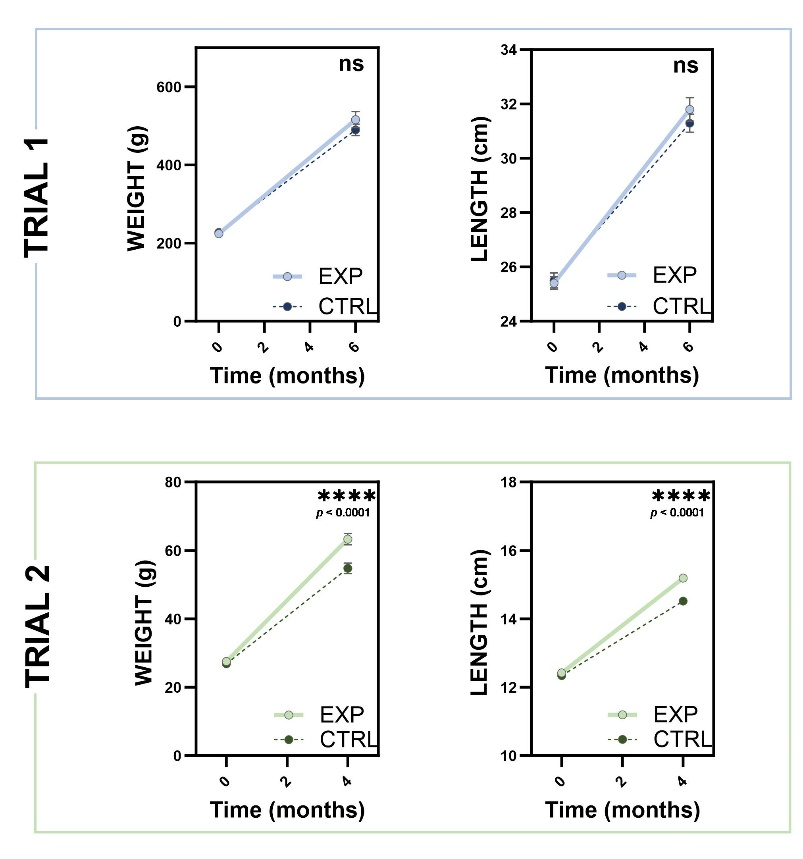 TRIAL 1
WEIGHT (g)
600
400
200
0
ns
EXP
CTRL
0 2 4 6
Time (months)
LENGTH (cm)
34
32
30
28
26
24
ns
EXP
CTRL
0 2 4 6
Time (months)
TRIAL 2
WEIGHT (g)
80
60
40
20
0
****
p < 0.0001
EXP
CTRL
0 2 4
Time (months)
LENGTH (cm)
18
16
14
12
10
****
p < 0.0001
EXP
CTRL
0 2 4
Time (months)